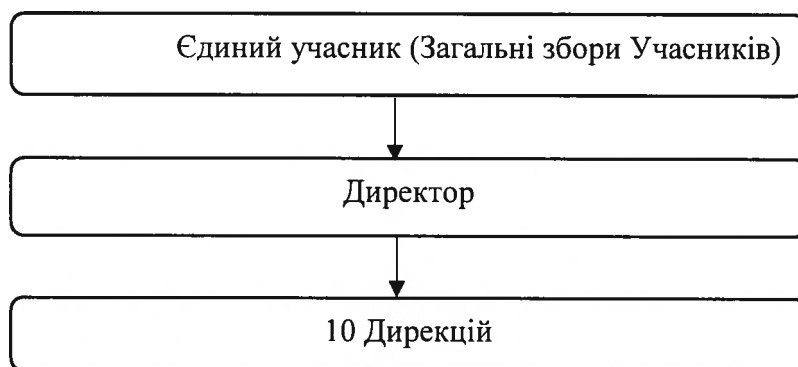 Єдиний учасник (Загальні збори Учасників)
Директор
10 Дирекцій